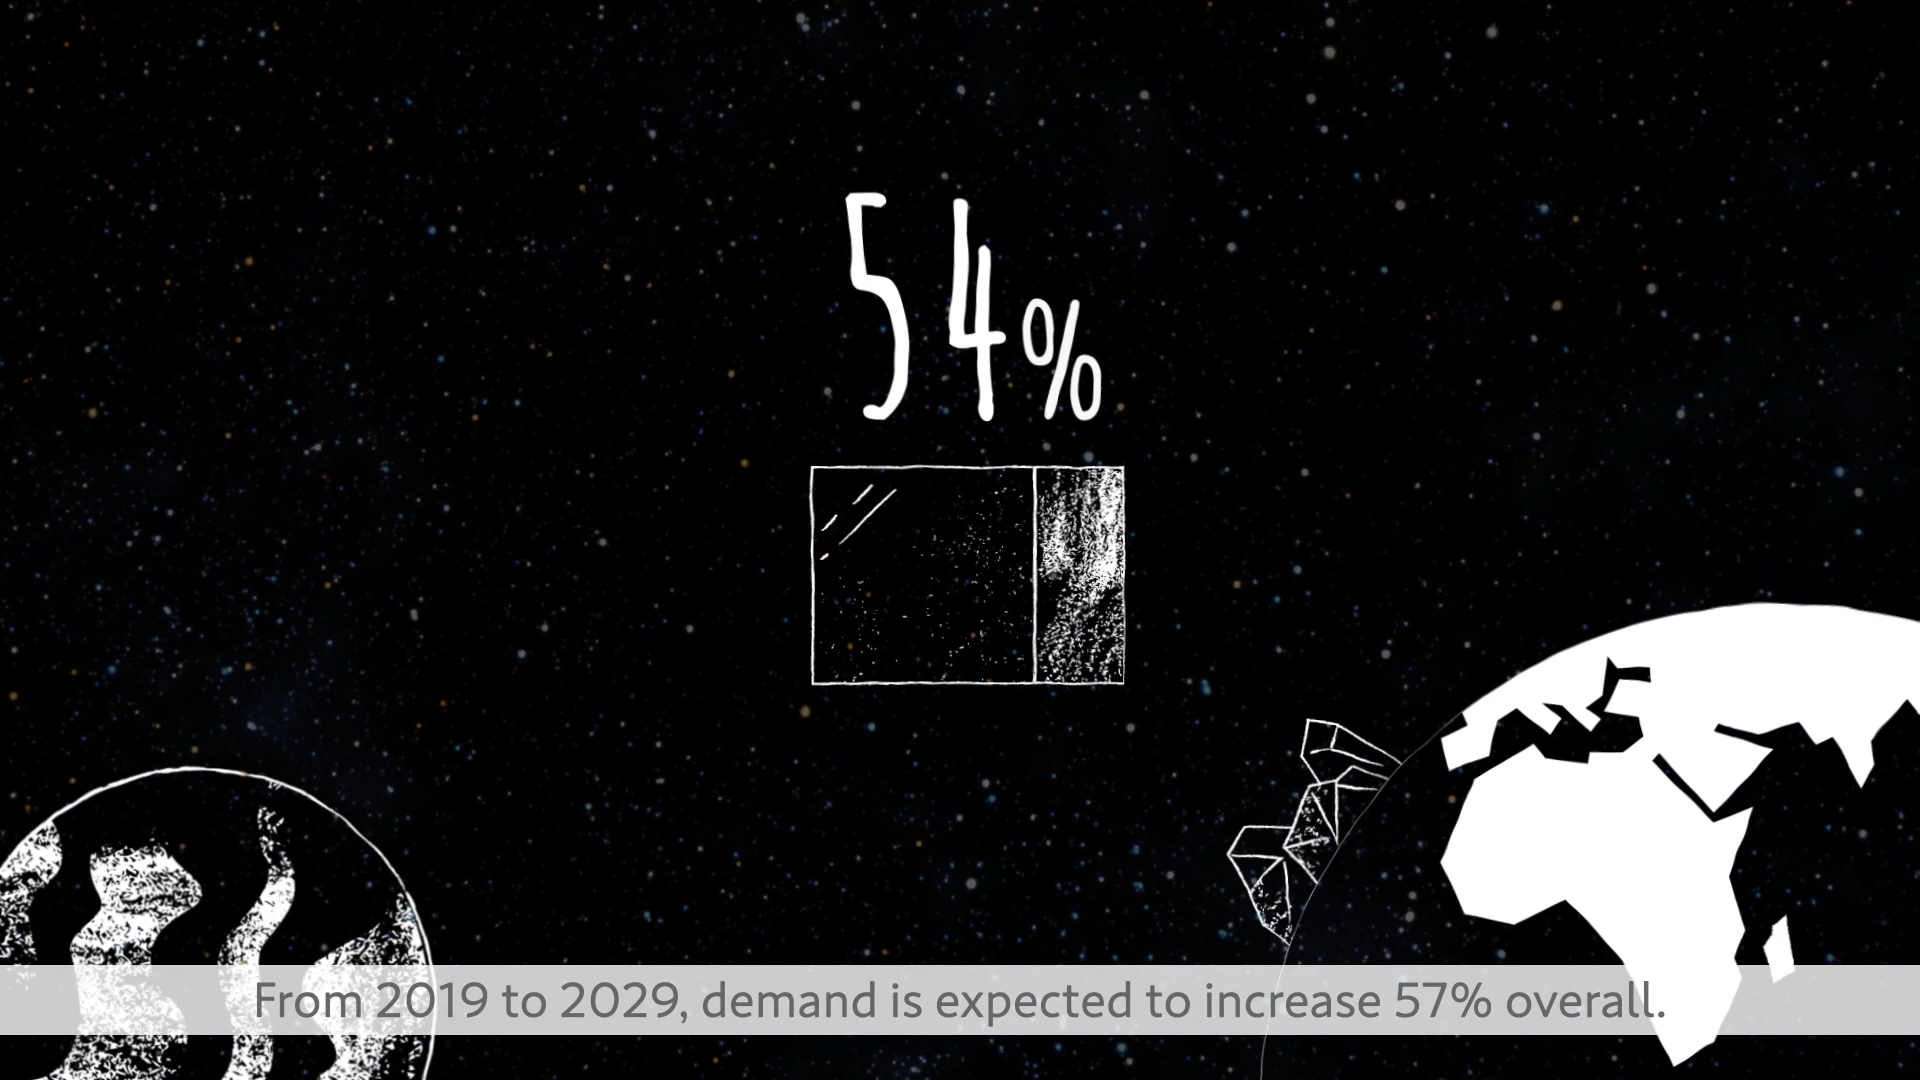 54%
From 2019 to 2029, demand is expected to increase 57% overall.